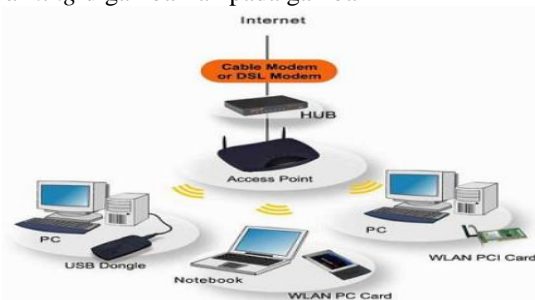 Internet
Cable Modem
or DSL Modem
HUB
Access Point
PC
USB Dongle
Notebook
WLAN PC Card
PC
WLAN PCI Card